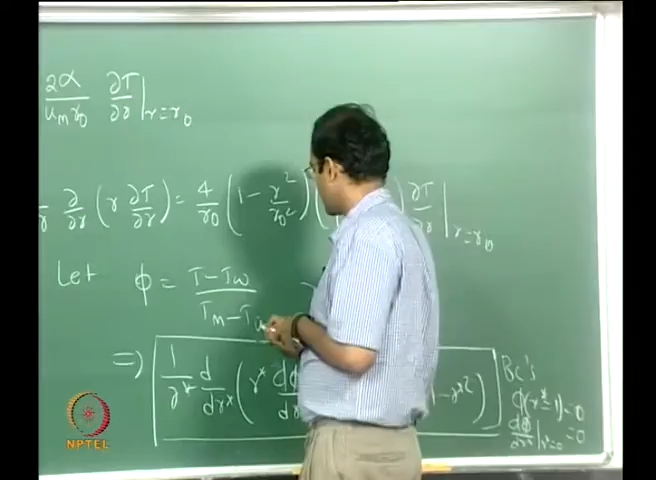 2α/(u_m r_0) ∂T/∂r|_{r=r_0}
∂/∂r (r ∂T/∂r) = 4/r_0 (1 - r²/r_0²) ( ∂T/∂r|_{r=r_0}
Let φ = (T - T_w)/(T_m - T_w)
⇒ 1/r* d/dr* (r* dφ/dr 1 - r*²)
BC's
φ(r*=1)=0
dφ/dr*|_{r*=0} = 0
NPTEL